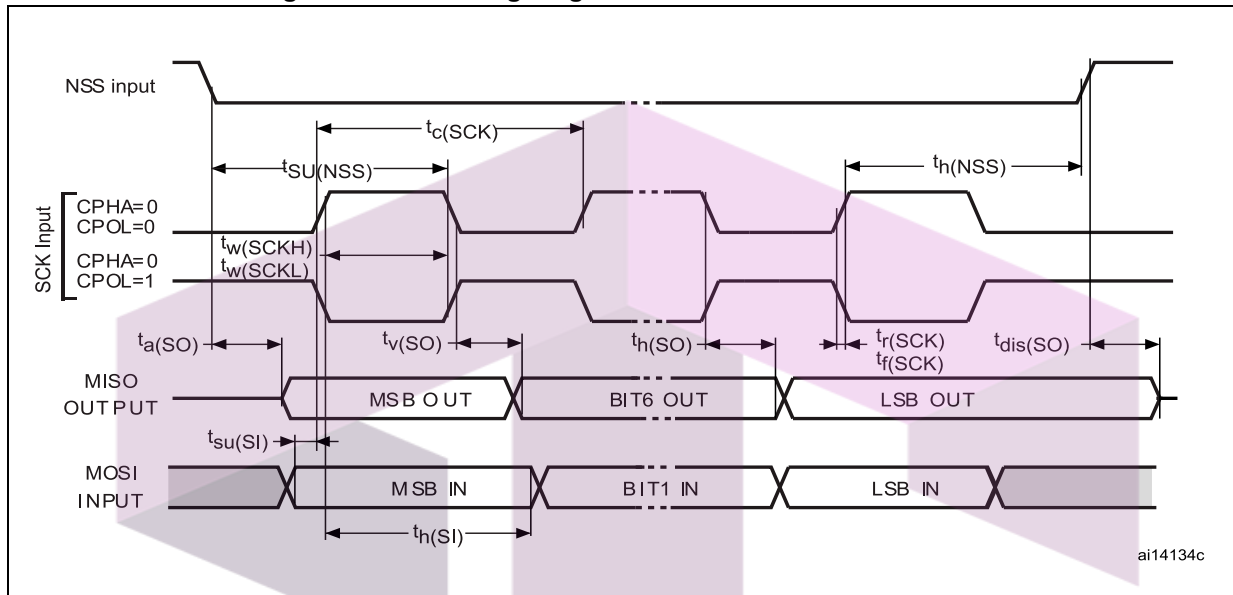 NSS input
tc(SCK)
tSU(NSS)
th(NSS)
SCK Input
CPHA=0
CPOL=0
tw(SCKH)
CPHA=0
tw(SCKL)
CPOL=1
ta(SO)
tv(SO)
th(SO)
tr(SCK)
tf(SCK)
tdis(SO)
MISO
OUTPUT
MSB OUT
BIT6 OUT
LSB OUT
tsu(SI)
MOSI
INPUT
MSB IN
BIT1 IN
LSB IN
th(SI)
ai14134c